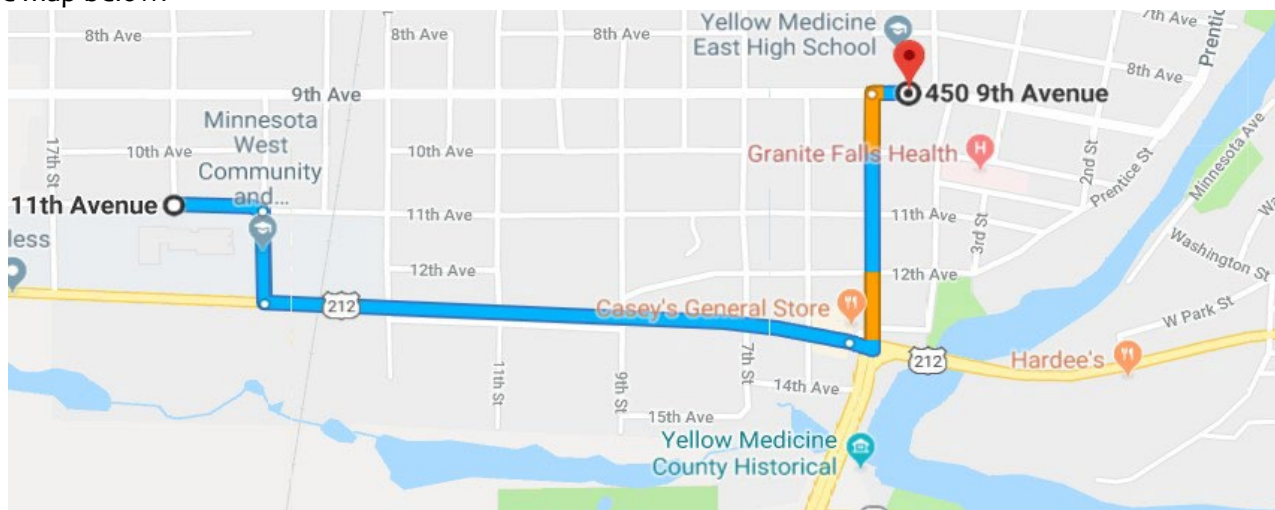 Yellow Medicine
East High School
7th Ave
8th Ave
8th Ave
8th Ave
8th Ave
9th Ave
450 9th Avenue
Minnesota
West
Community
and...
17th St
10th Ave
10th Ave
Granite Falls Health
H
2nd St
Prentice St
Minnesota Ave
11th Avenue
11th Ave
11th Ave
3rd St
less
12th Ave
12th Ave
Washington St
212
Casey's General Store
W Park St
212
Hardee's
7th St
11th St
9th St
14th Ave
15th Ave
Yellow Medicine
County Historical